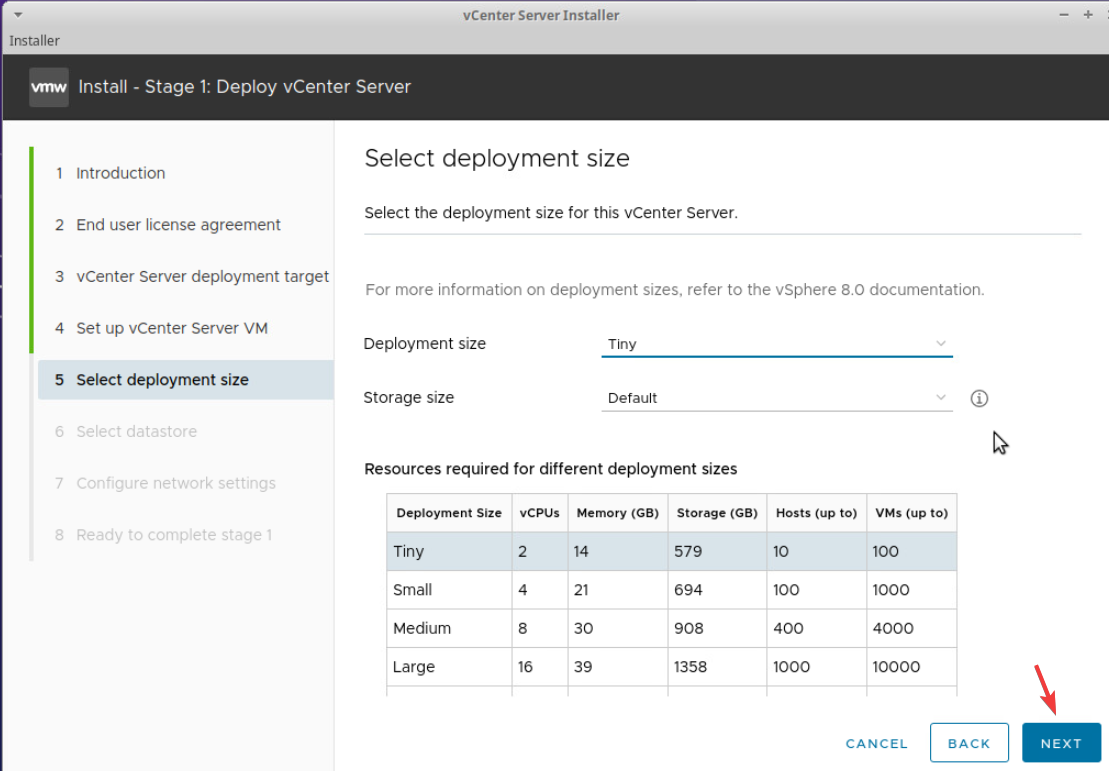 vCenter Server Installer
Installer
vmw Install - Stage 1: Deploy vCenter Server
1 Introduction
2 End user license agreement
3 vCenter Server deployment target
4 Set up vCenter Server VM
5 Select deployment size
6 Select datastore
7 Configure network settings
8 Ready to complete stage 1
Select deployment size
Select the deployment size for this vCenter Server.
For more information on deployment sizes, refer to the vSphere 8.0 documentation.
Deployment size Tiny
Storage size Default
Resources required for different deployment sizes
Deployment Size vCPUs Memory (GB) Storage (GB) Hosts (up to) VMs (up to)
Tiny 2 14 579 10 100
Small 4 21 694 100 1000
Medium 8 30 908 400 4000
Large 16 39 1358 1000 10000
CANCEL BACK NEXT